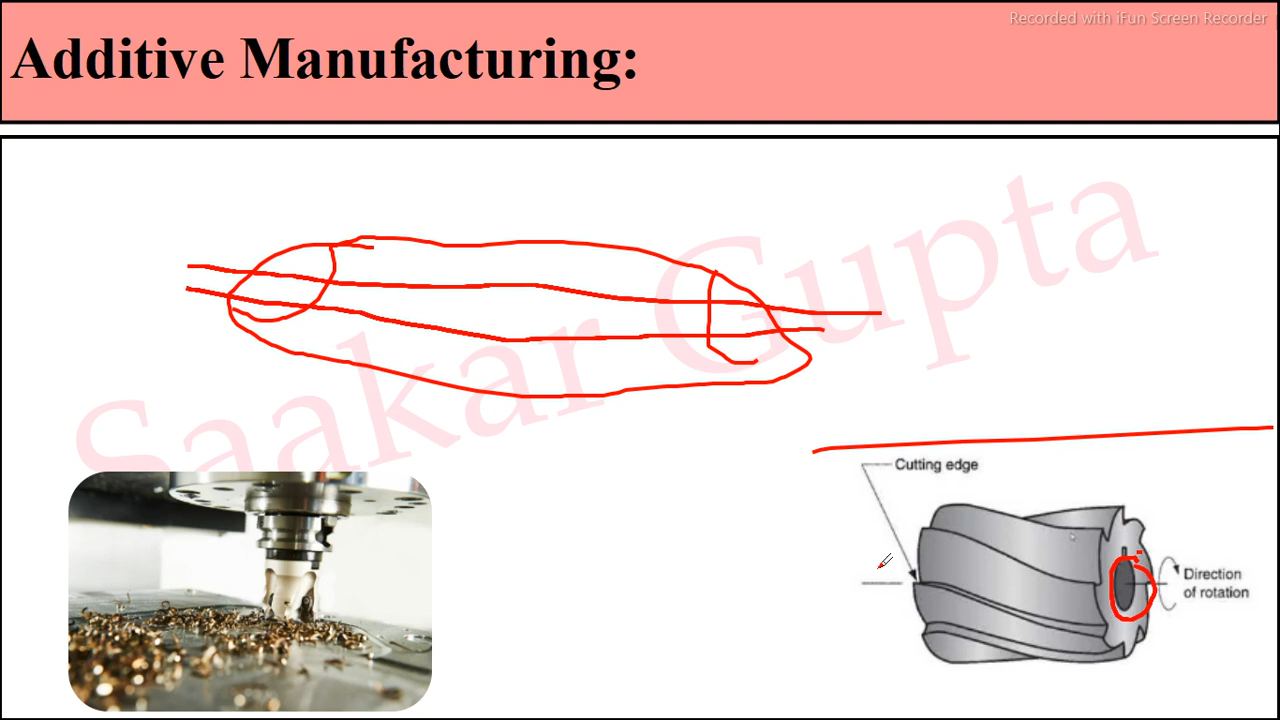 Recorded with iFun Screen Recorder
Additive Manufacturing:
Saakar Gupta
Cutting edge
Direction
of rotation